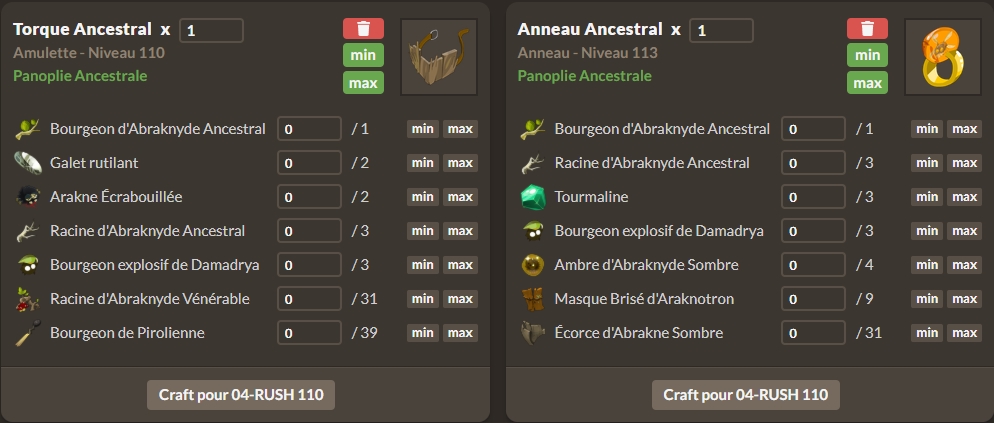 Torque Ancestral x 1
Amulette - Niveau 110
Panoplie Ancestrale
min
max
Bourgeon d'Abraknyde Ancestral 0 / 1 min max
Galet rutilant 0 / 2 min max
Arakne Écrabouillée 0 / 2 min max
Racine d'Abraknyde Ancestral 0 / 3 min max
Bourgeon explosif de Damadrya 0 / 3 min max
Racine d'Abraknyde Vénérable 0 / 31 min max
Bourgeon de Pirolienne 0 / 39 min max
Craft pour 04-RUSH 110
Anneau Ancestral x 1
Anneau - Niveau 113
Panoplie Ancestrale
min
max
Bourgeon d'Abraknyde Ancestral 0 / 1 min max
Racine d'Abraknyde Ancestral 0 / 3 min max
Tourmaline 0 / 3 min max
Bourgeon explosif de Damadrya 0 / 3 min max
Ambre d'Abraknyde Sombre 0 / 4 min max
Masque Brisé d'Araknotron 0 / 9 min max
Écorce d'Abrakne Sombre 0 / 31 min max
Craft pour 04-RUSH 110